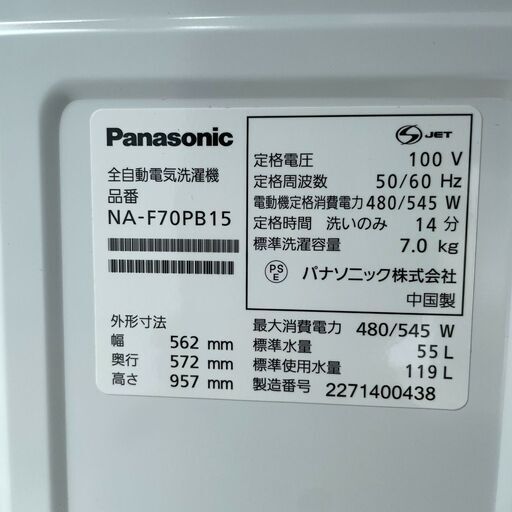 Panasonic
全自動電気洗濯機
品番
NA-F70PB15
外形寸法
幅 562 mm
奥行 572 mm
高さ 957 mm
S JET
定格電圧 100 V
定格周波数 50/60 Hz
電動機定格消費電力 480/545 W
定格時間 洗いのみ 14 分
標準洗濯容量 7.0 kg
PS
E パナソニック株式会社
中国製
最大消費電力 480/545 W
標準水量 55 L
標準使用水量 119 L
製造番号 2271400438